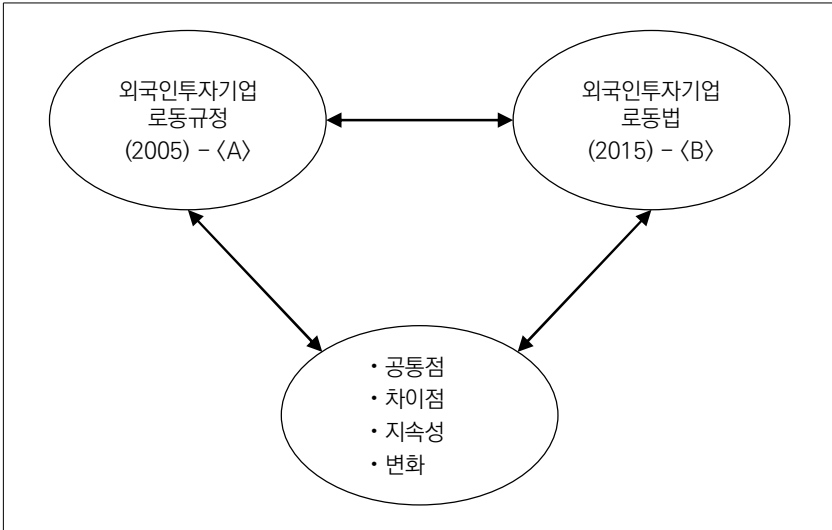 외국인투자기업
로동규정
(2005) – 〈A〉
외국인투자기업
로동법
(2015) – 〈B〉
• 공통점
• 차이점
• 지속성
• 변화